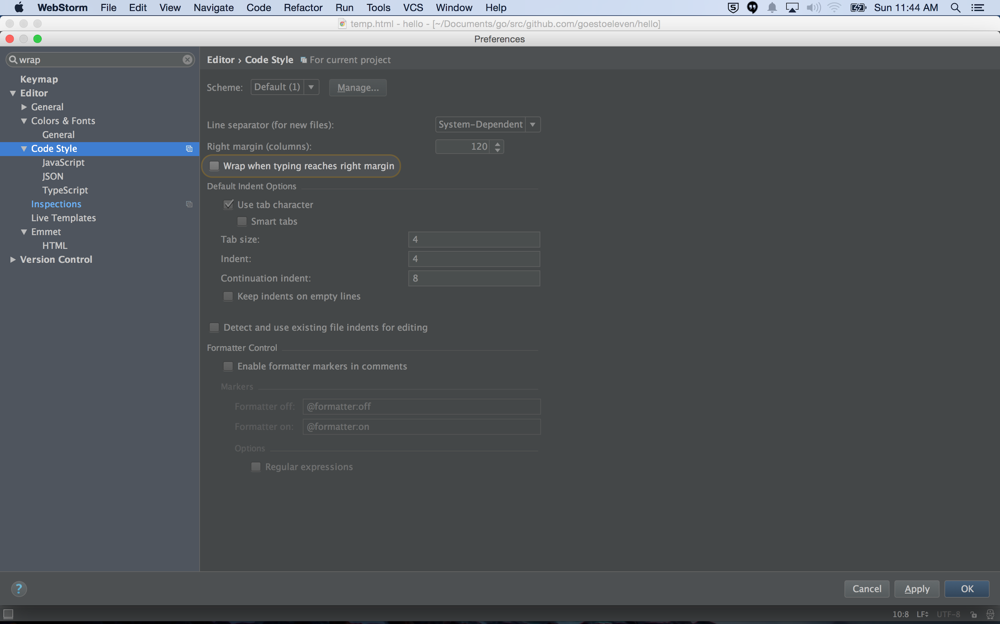 WebStorm File Edit View Navigate Code Refactor Run Tools VCS Window Help Sun 11:44 AM
temp.html - hello - [~/Documents/go/src/github.com/goestoeleven/hello]
Preferences
wrap
Keymap
Editor
General
Colors & Fonts
General
Code Style
JavaScript
JSON
TypeScript
Inspections
Live Templates
Emmet
HTML
Version Control
Editor › Code Style For current project
Scheme: Default (1) Manage...
Line separator (for new files): System-Dependent
Right margin (columns): 120
Wrap when typing reaches right margin
Default Indent Options
Use tab character
Smart tabs
Tab size: 4
Indent: 4
Continuation indent: 8
Keep indents on empty lines
Detect and use existing file indents for editing
Formatter Control
Enable formatter markers in comments
Markers
Formatter off: @formatter:off
Formatter on: @formatter:on
Options
Regular expressions
? Cancel Apply OK
10:8 LF UTF-8